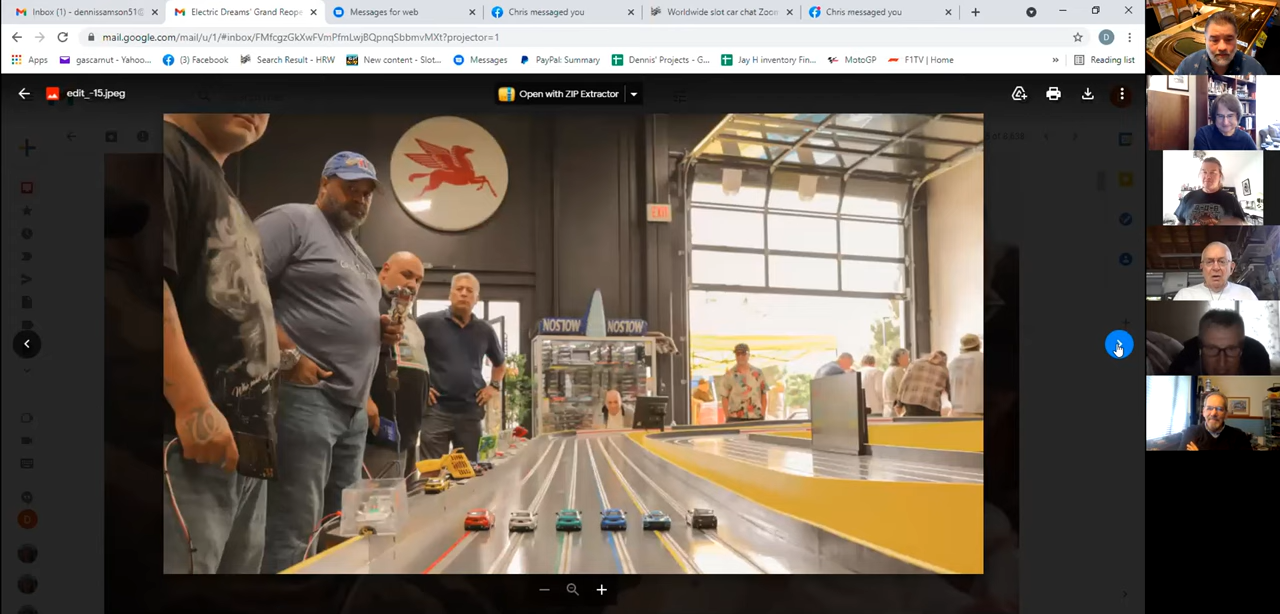 Inbox (1) - dennissamson51@
Electric Dreams' Grand Reope
Messages for web
Chris messaged you
Worldwide slot car chat Zoom
Chris messaged you
mail.google.com/mail/u/1/#inbox/FMfcgzGkXwFVmPfmLwjBQpnqSbbmvMXt?projector=1
D
Apps
gascarnut - Yahoo...
(3) Facebook
Search Result - HRW
New content - Slot...
Messages
PayPal: Summary
Dennis' Projects - G...
Jay H inventory Fin...
MotoGP
F1TV | Home
»
Reading list
edit_-15.jpeg
Open with ZIP Extractor
EXIT
NOSTOW
NOSTOW